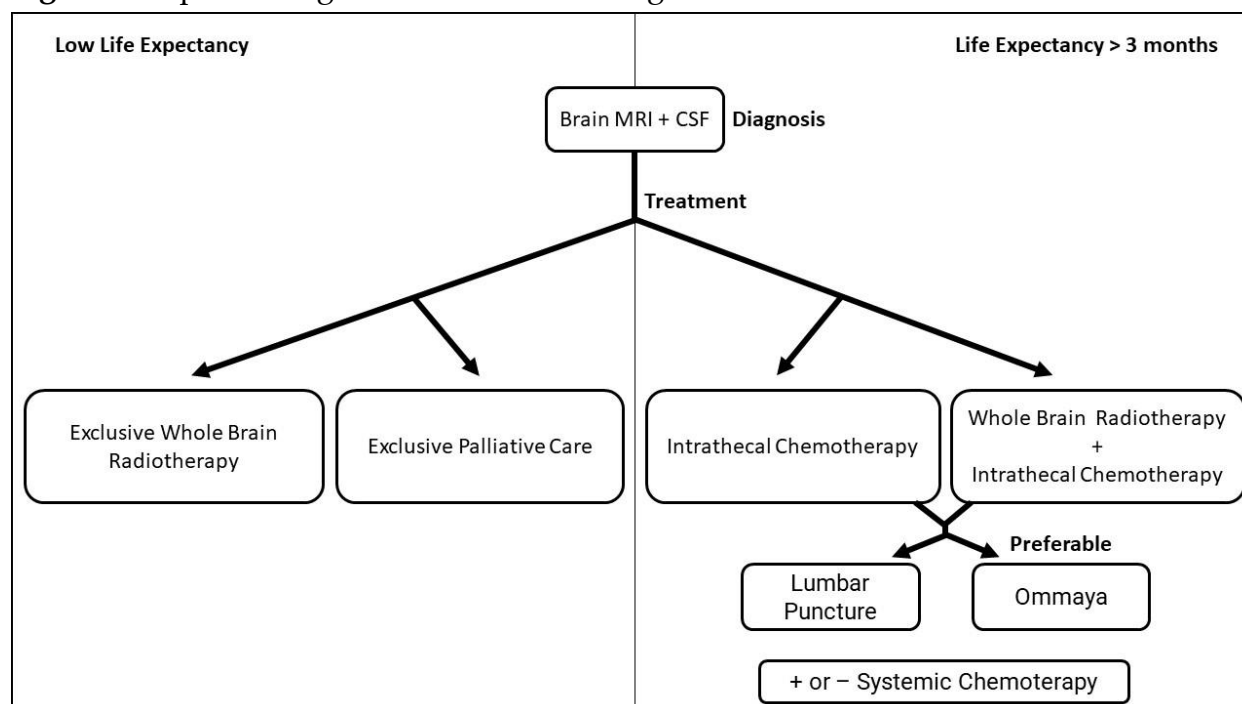 Low Life Expectancy
Life Expectancy > 3 months
Brain MRI + CSF
Diagnosis
Treatment
Exclusive Whole Brain
Radiotherapy
Exclusive Palliative Care
Intrathecal Chemotherapy
Whole Brain Radiotherapy
+
Intrathecal Chemotherapy
Preferable
Lumbar
Puncture
Ommaya
+ or – Systemic Chemoterapy